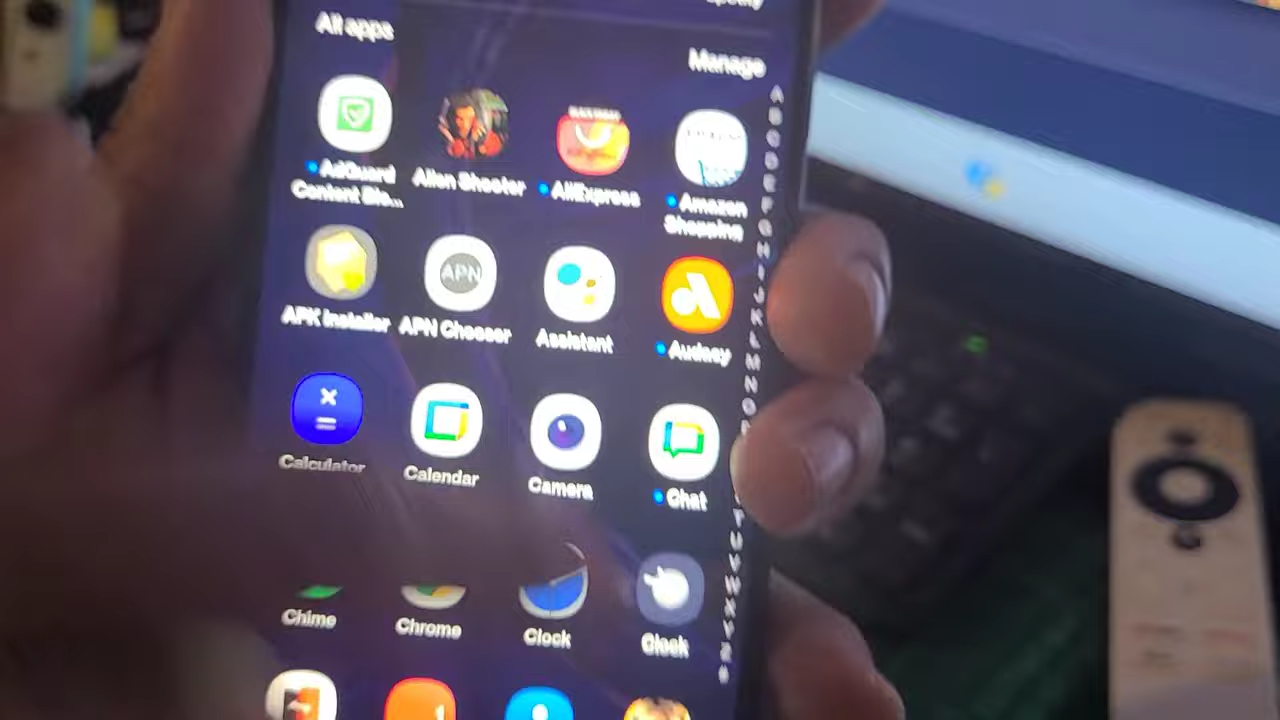 All apps
Manage
AdGuard
Content Blo...
Alien Shooter
AliExpress
Amazon
Shopping
APK Installer
APN
APN Chooser
Assistant
Audacy
Calculator
Calendar
Camera
Chat
Chime
Chrome
Clock
Clock